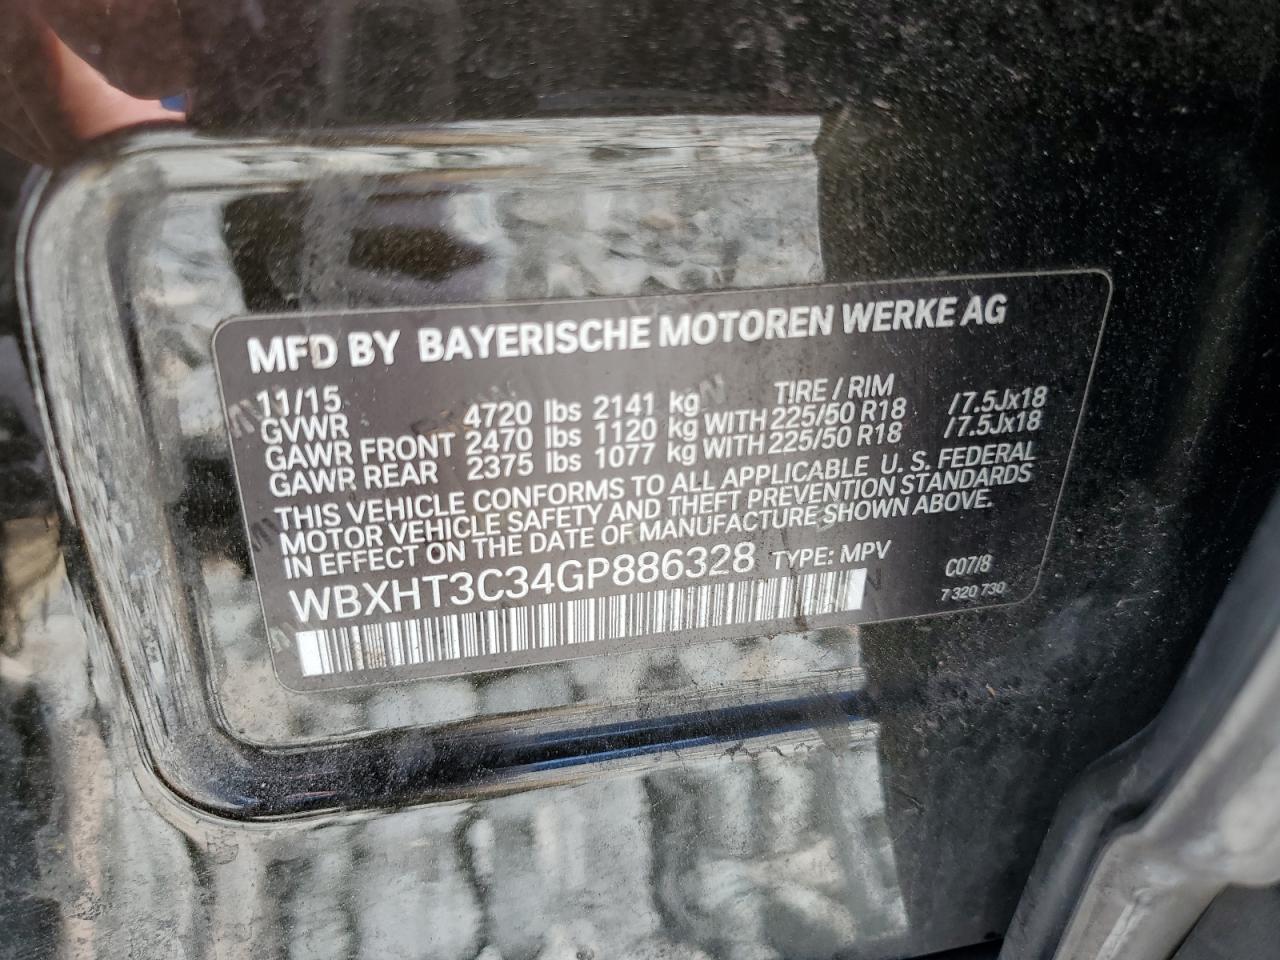 MFD BY BAYERISCHE MOTOREN WERKE AG
11/15 TIRE / RIM
GVWR 4720 lbs 2141 kg
GAWR FRONT 2470 lbs 1120 kg WITH 225/50 R18 /7.5Jx18
GAWR REAR 2375 lbs 1077 kg WITH 225/50 R18 /7.5Jx18
THIS VEHICLE CONFORMS TO ALL APPLICABLE U. S. FEDERAL
MOTOR VEHICLE SAFETY AND THEFT PREVENTION STANDARDS
IN EFFECT ON THE DATE OF MANUFACTURE SHOWN ABOVE.
WBXHT3C34GP886328 TYPE: MPV C07/8
7 320 730